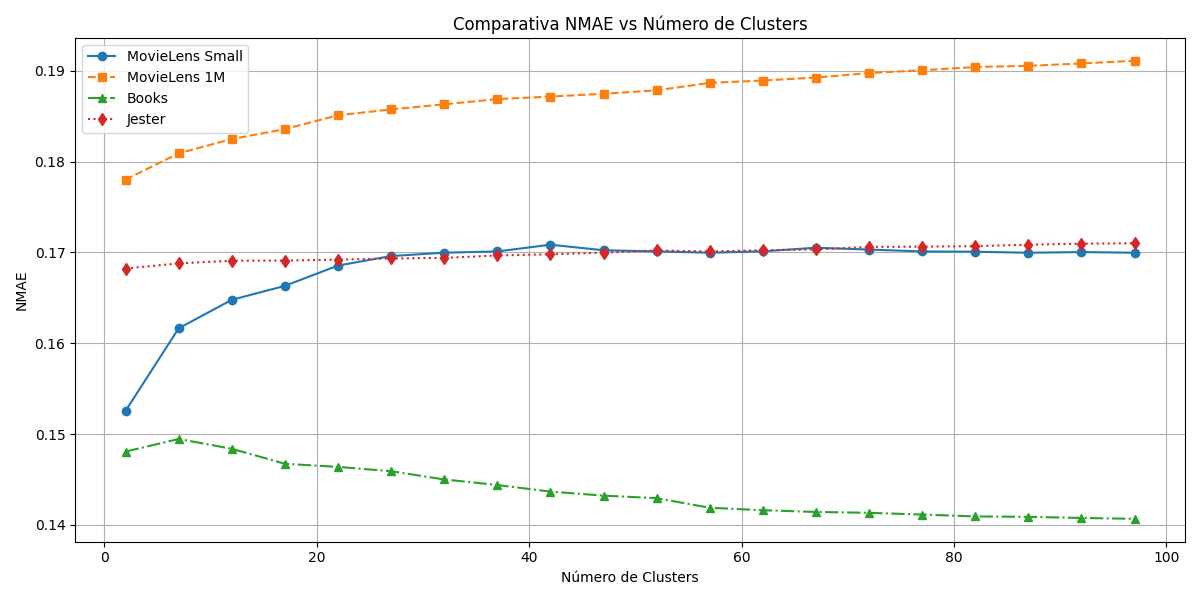 Comparativa NMAE vs Número de Clusters
MovieLens Small
MovieLens 1M
Books
Jester
NMAE
0.19
0.18
0.17
0.16
0.15
0.14
0
20
40
60
80
100
Número de Clusters